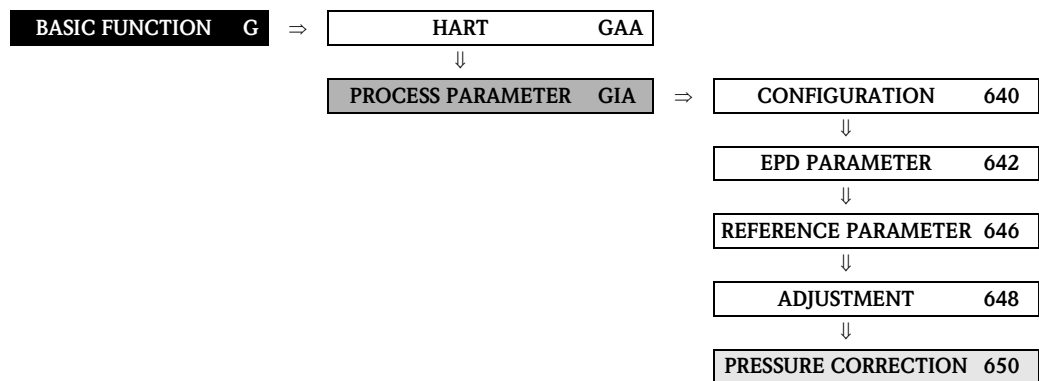 BASIC FUNCTION G ⇒ HART GAA
⇓
PROCESS PARAMETER GIA ⇒ CONFIGURATION 640
⇓
EPD PARAMETER 642
⇓
REFERENCE PARAMETER 646
⇓
ADJUSTMENT 648
⇓
PRESSURE CORRECTION 650